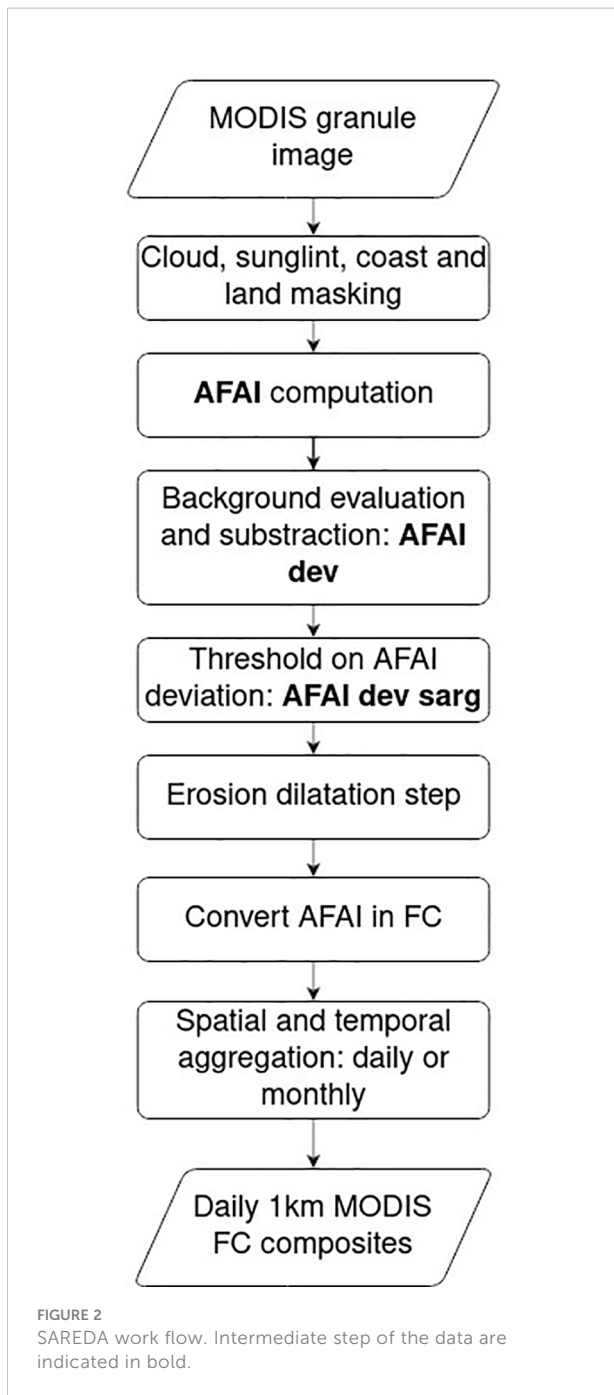 MODIS granule
image
Cloud, sunglint, coast and
land masking
AFAI computation
Background evaluation
and substraction: AFAI
dev
Threshold on AFAI
deviation: AFAI dev sarg
Erosion dilatation step
Convert AFAI in FC
Spatial and temporal
aggregation: daily or
monthly
Daily 1km MODIS
FC composites
FIGURE 2
SAREDA work flow. Intermediate step of the data are
indicated in bold.